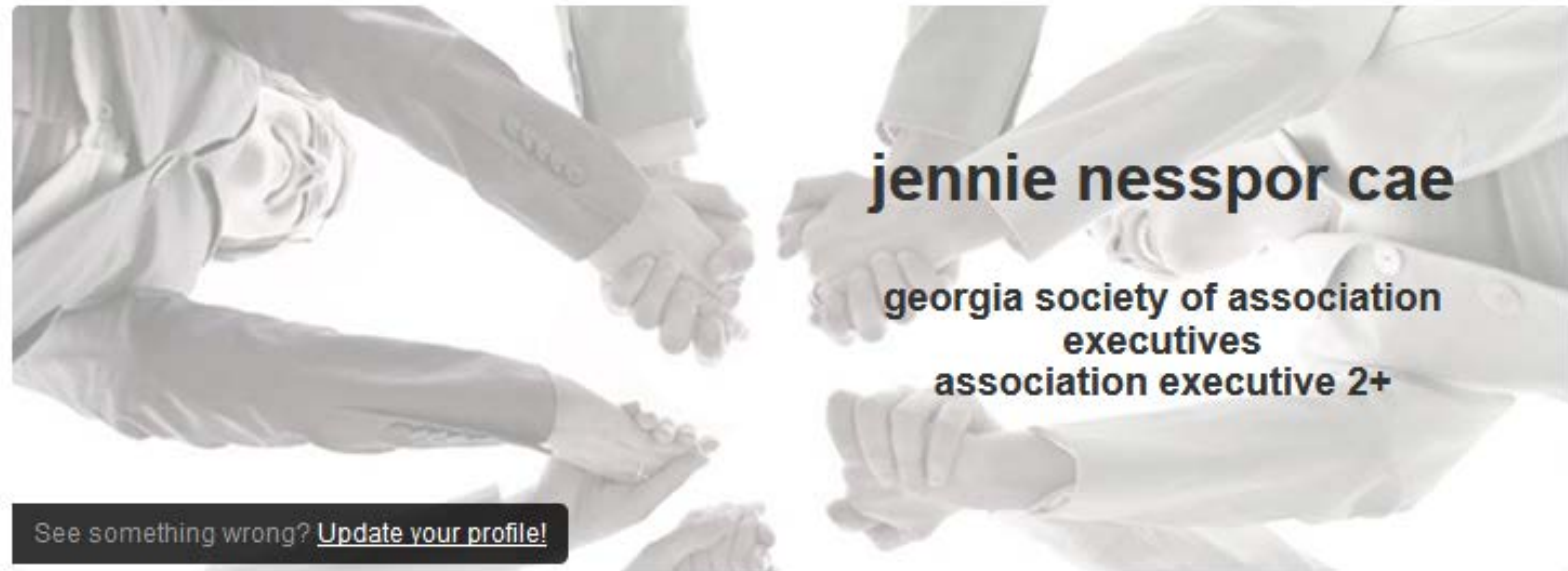 jennie nesspor cae
georgia society of association
executives
association executive 2+
See something wrong? Update your profile!